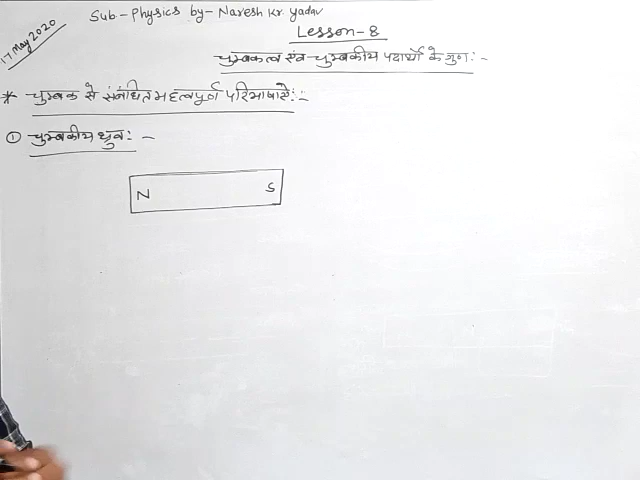 17 May 2020
Sub-Physics by- Naresh Kr. yadav
Lesson-8
चुम्बकत्व एंव चुम्बकीय पदार्थो के गुण :-
* चुम्बक से संबंधित महत्वपूर्ण परिभाषाऐं :-
① चुम्बकीय ध्रुव : -
N S